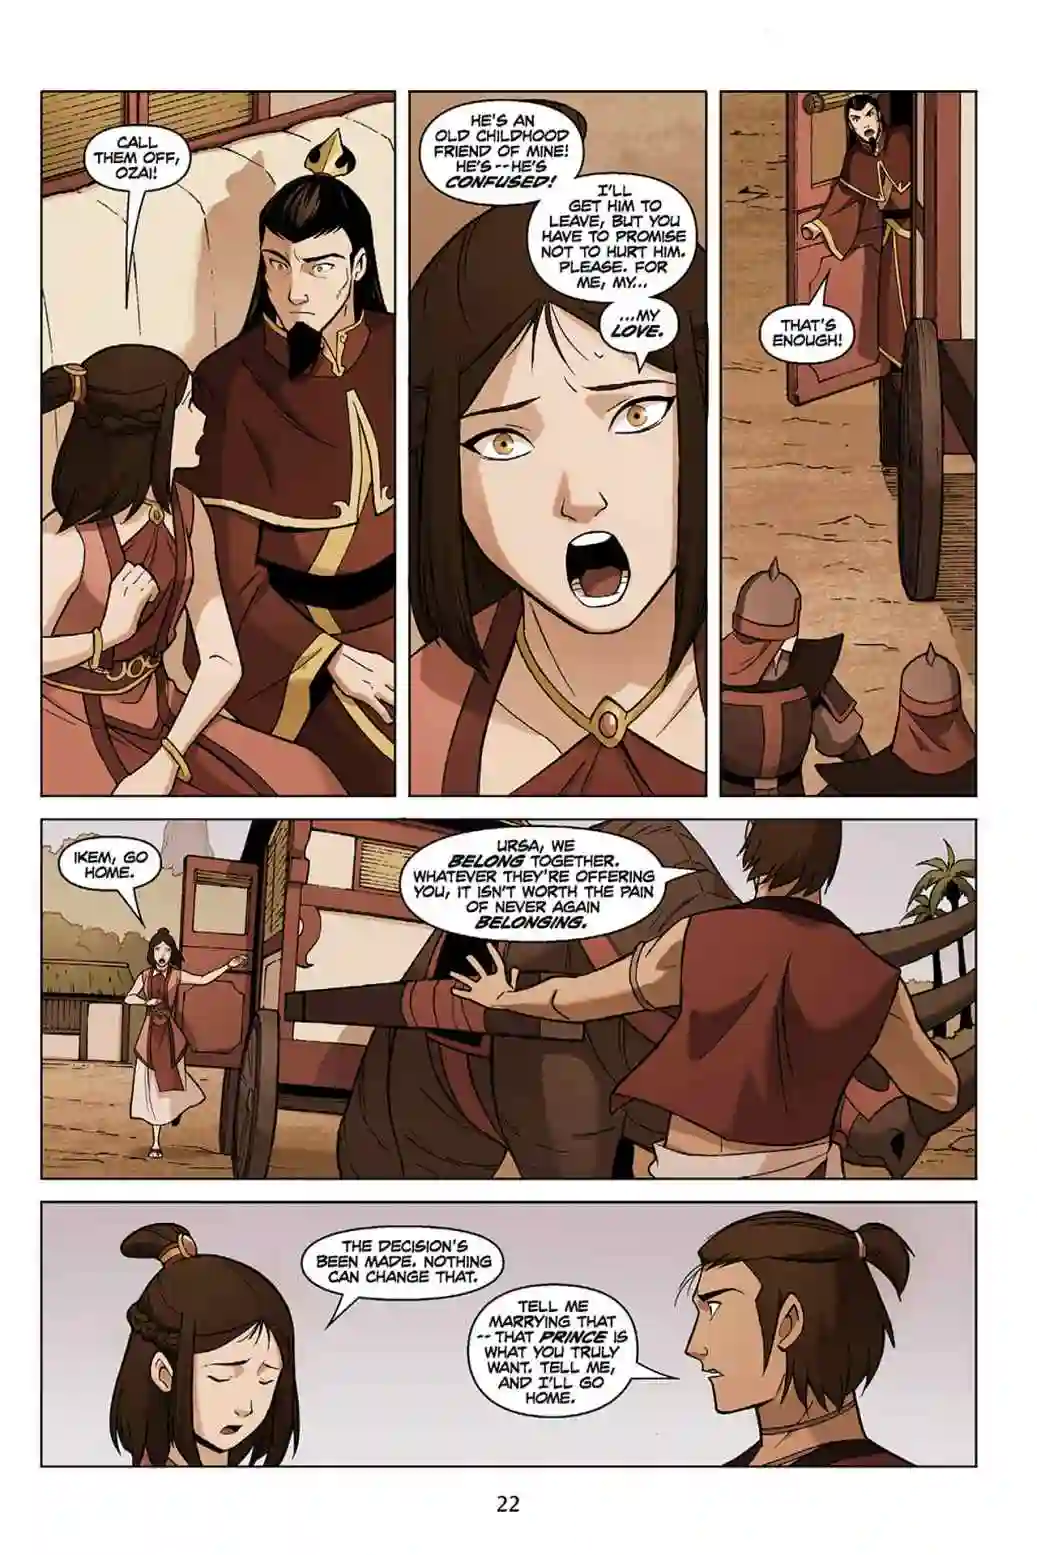 CALL
THEM OFF,
OZAI!
HE'S AN
OLD CHILDHOOD
FRIEND OF MINE!
HE'S -- HE'S
CONFUSED!
I'LL
GET HIM TO
LEAVE, BUT YOU
HAVE TO PROMISE
NOT TO HURT HIM.
PLEASE. FOR
ME, MY...
...MY
LOVE.
THAT'S
ENOUGH!
IKEM, GO
HOME.
URSA, WE
BELONG TOGETHER.
WHATEVER THEY'RE OFFERING
YOU, IT ISN'T WORTH THE PAIN
OF NEVER AGAIN
BELONGING.
THE DECISION'S
BEEN MADE. NOTHING
CAN CHANGE THAT.
TELL ME
MARRYING THAT
-- THAT PRINCE IS
WHAT YOU TRULY
WANT. TELL ME,
AND I'LL GO
HOME.
22